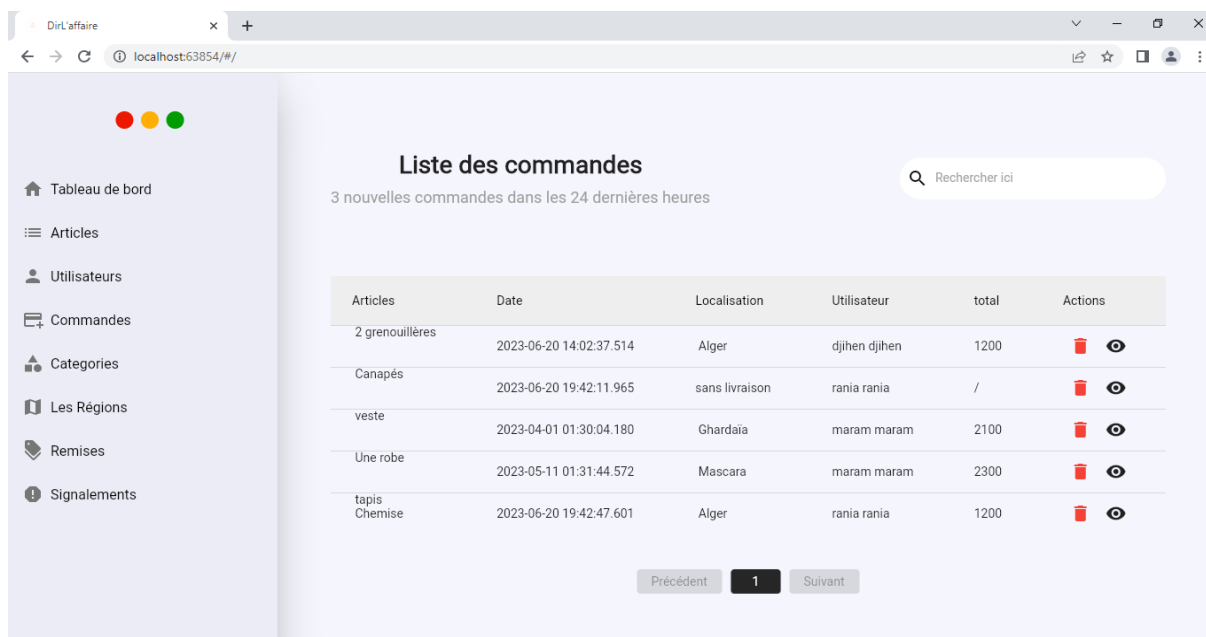 DirL'affaire
localhost:63854/#/
Liste des commandes
3 nouvelles commandes dans les 24 dernières heures
Rechercher ici
Tableau de bord
Articles
Utilisateurs
Commandes
Categories
Les Régions
Remises
Signalements
Articles Date Localisation Utilisateur total Actions
2 grenouillères 2023-06-20 14:02:37.514 Alger djihen djihen 1200
Canapés 2023-06-20 19:42:11.965 sans livraison rania rania /
veste 2023-04-01 01:30:04.180 Ghardaïa maram maram 2100
Une robe 2023-05-11 01:31:44.572 Mascara maram maram 2300
tapis
Chemise 2023-06-20 19:42:47.601 Alger rania rania 1200
Précédent 1 Suivant